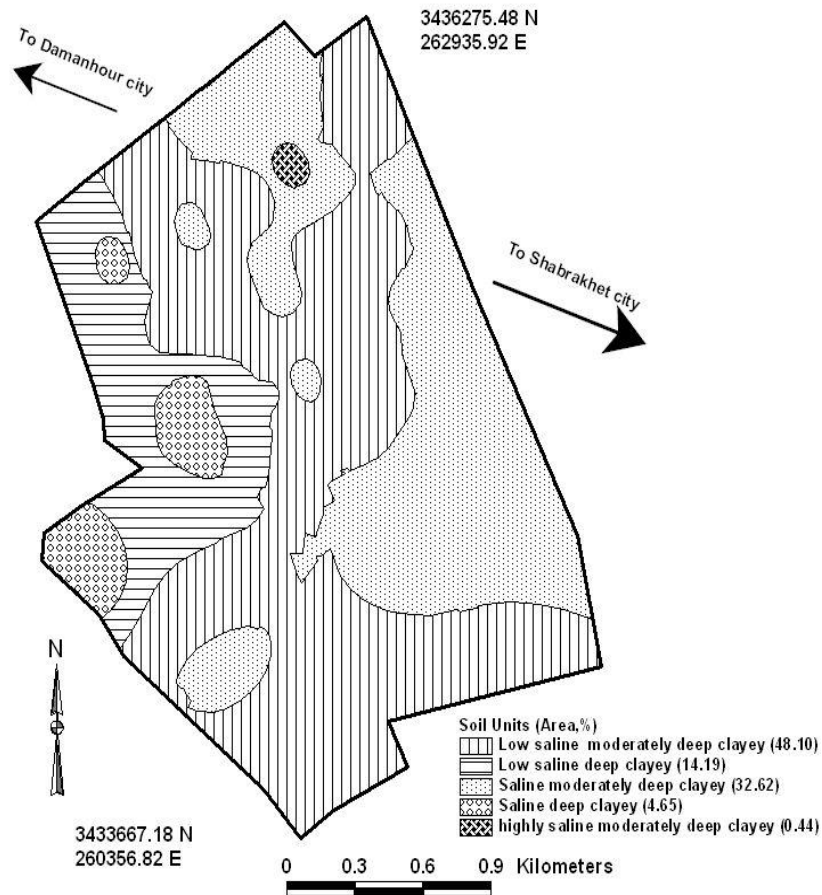 3436275.48 N
262935.92 E
To Damanhour city
To Shabrakhet city
N
Soil Units (Area,%)
Low saline moderately deep clayey (48.10)
Low saline deep clayey (14.19)
Saline moderately deep clayey (32.62)
Saline deep clayey (4.65)
highly saline moderately deep clayey (0.44)
3433667.18 N
260356.82 E
0 0.3 0.6 0.9 Kilometers